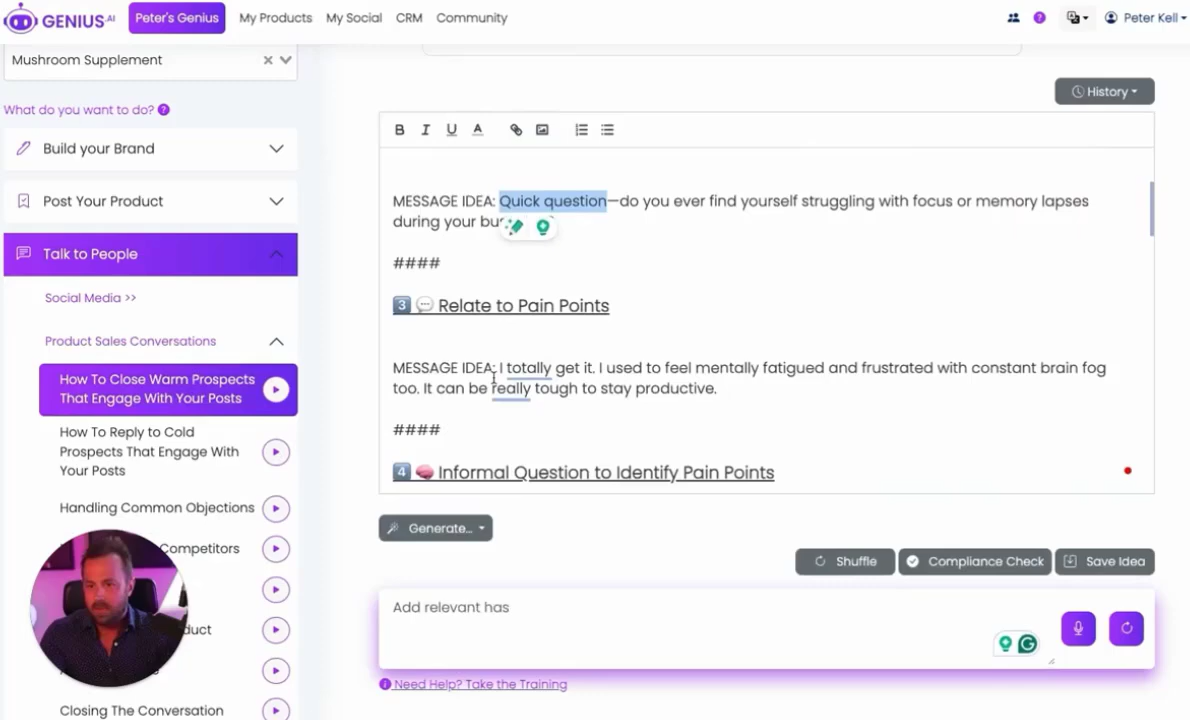 GENIUS.AI
Peter's Genius
My Products
My Social
CRM
Community
Peter Kell
Mushroom Supplement
What do you want to do?
Build your Brand
Post Your Product
Talk to People
Social Media >>
Product Sales Conversations
How To Close Warm Prospects
That Engage With Your Posts
How To Reply to Cold
Prospects That Engage With
Your Posts
Handling Common Objections
Competitors
duct
Closing The Conversation
History
B I U A
MESSAGE IDEA: Quick question—do you ever find yourself struggling with focus or memory lapses
during your
####
3 Relate to Pain Points
MESSAGE IDEA: I totally get it. I used to feel mentally fatigued and frustrated with constant brain fog
too. It can be really tough to stay productive.
####
4 Informal Question to Identify Pain Points
Generate...
Shuffle
Compliance Check
Save Idea
Add relevant has
Need Help? Take the Training